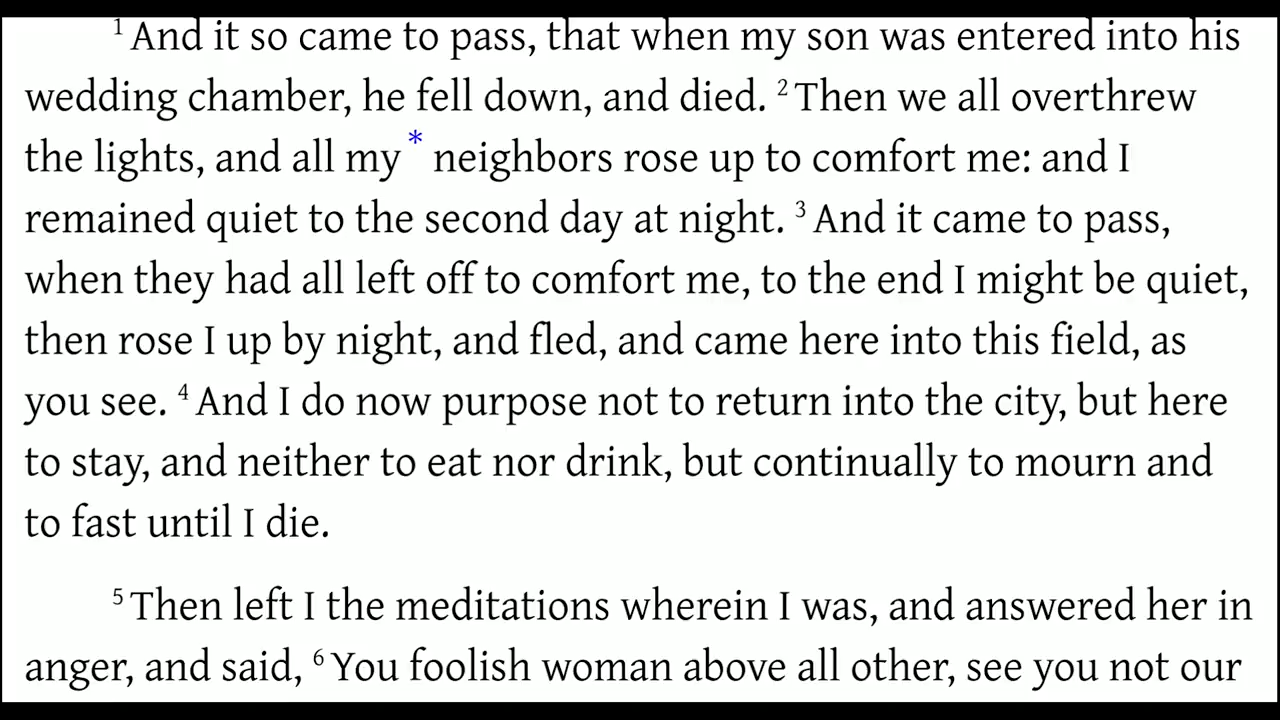 1 And it so came to pass, that when my son was entered into his
wedding chamber, he fell down, and died. 2 Then we all overthrew
the lights, and all my * neighbors rose up to comfort me: and I
remained quiet to the second day at night. 3 And it came to pass,
when they had all left off to comfort me, to the end I might be quiet,
then rose I up by night, and fled, and came here into this field, as
you see. 4 And I do now purpose not to return into the city, but here
to stay, and neither to eat nor drink, but continually to mourn and
to fast until I die.
5 Then left I the meditations wherein I was, and answered her in
anger, and said, 6 You foolish woman above all other, see you not our